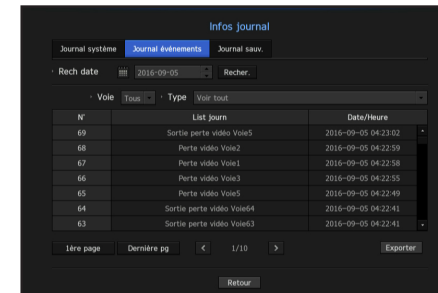 Infos journal
Journal système Journal événements Journal sauv.
· Rech date 2016-09-05 Recher.
· Voie Tous · Type Voir tout
N° List journ Date/Heure
69 Sortie perte vidéo Voie5 2016-09-05 04:23:02
68 Perte vidéo Voie2 2016-09-05 04:22:59
67 Perte vidéo Voie1 2016-09-05 04:22:58
66 Perte vidéo Voie3 2016-09-05 04:22:55
65 Perte vidéo Voie5 2016-09-05 04:22:49
64 Sortie perte vidéo Voie64 2016-09-05 04:22:41
63 Sortie perte vidéo Voie63 2016-09-05 04:22:41
1ère page Dernière pg < 1/10 > Exporter
Retour